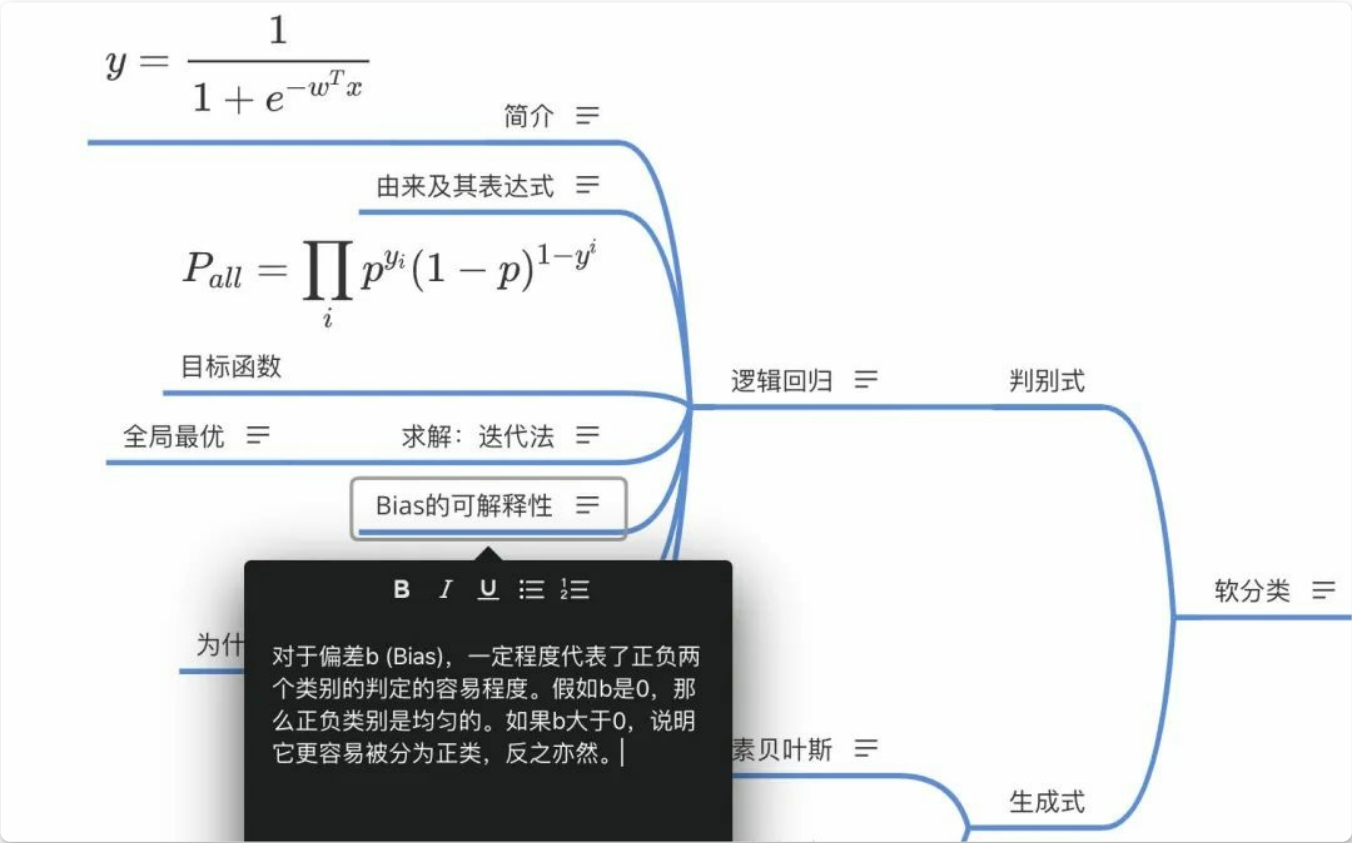 y = \frac{1}{1 + e^{-w^T x}}
简介
由来及其表达式
P_{all} = \prod_i p^{y_i}(1 - p)^{1-y^i}
目标函数
逻辑回归
判别式
全局最优
求解：迭代法
Bias的可解释性
B I U
软分类
为什
对于偏差b (Bias)，一定程度代表了正负两
个类别的判定的容易程度。假如b是0，那
么正负类别是均匀的。如果b大于0，说明
它更容易被分为正类，反之亦然。
素贝叶斯
生成式